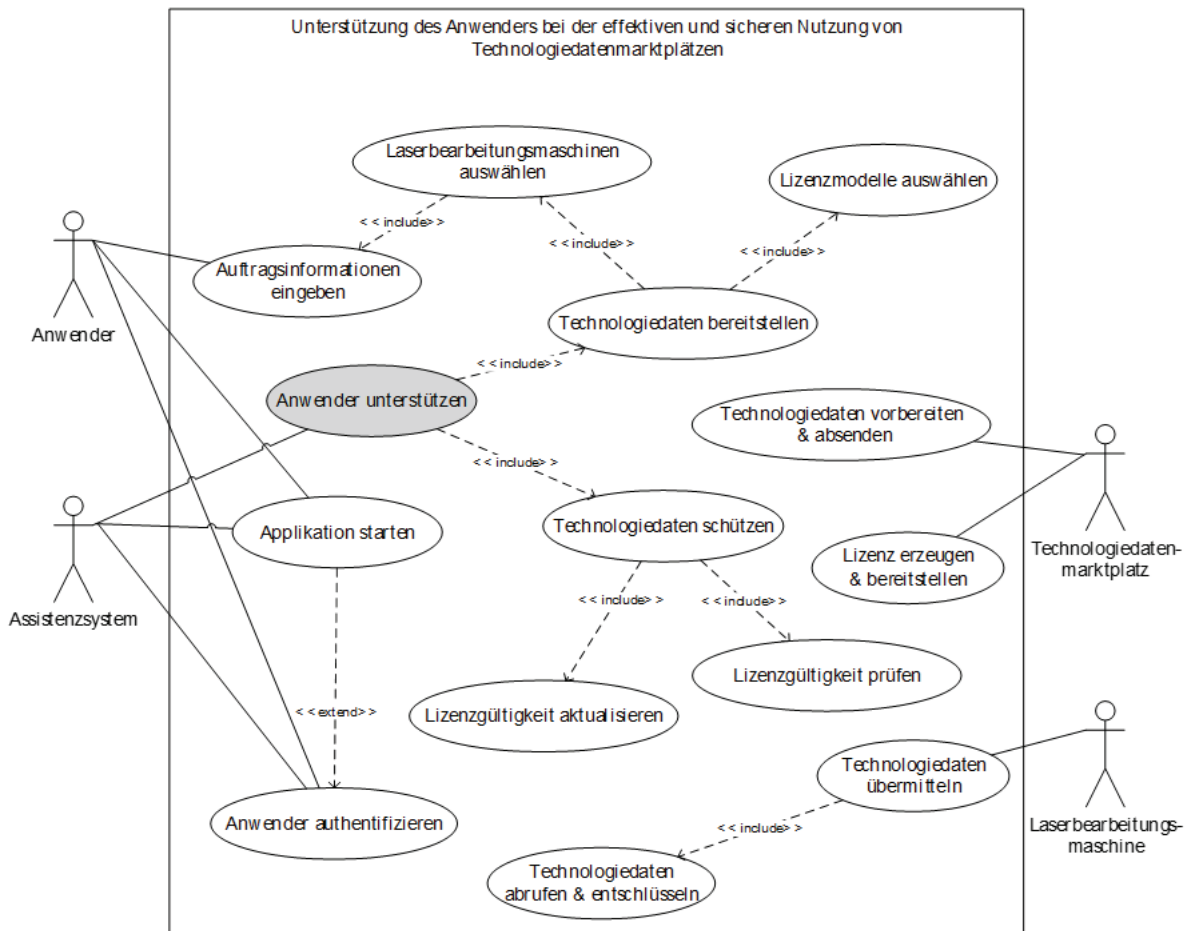 Unterstützung des Anwenders bei der effektiven und sicheren Nutzung von
Technologiedatenmarktplätzen
Laserbearbeitungsmaschinen
auswählen
Lizenzmodelle auswählen
<<include>>
<<include>>
<<include>>
Auftragsinformationen
eingeben
Anwender
Technologiedaten bereitstellen
<<include>>
Anwender unterstützen
Technologiedaten vorbereiten
& absenden
<<include>>
Applikation starten
Technologiedaten schützen
Technologiedaten-
marktplatz
Lizenz erzeugen
& bereitstellen
Assistenzsystem
<<include>>
<<include>>
Lizenzgültigkeit prüfen
<<extend>>
Lizenzgültigkeit aktualisieren
Technologiedaten
übermitteln
Anwender authentifizieren
<<include>>
Laserbearbeitungs-
maschine
Technologiedaten
abrufen & entschlüsseln